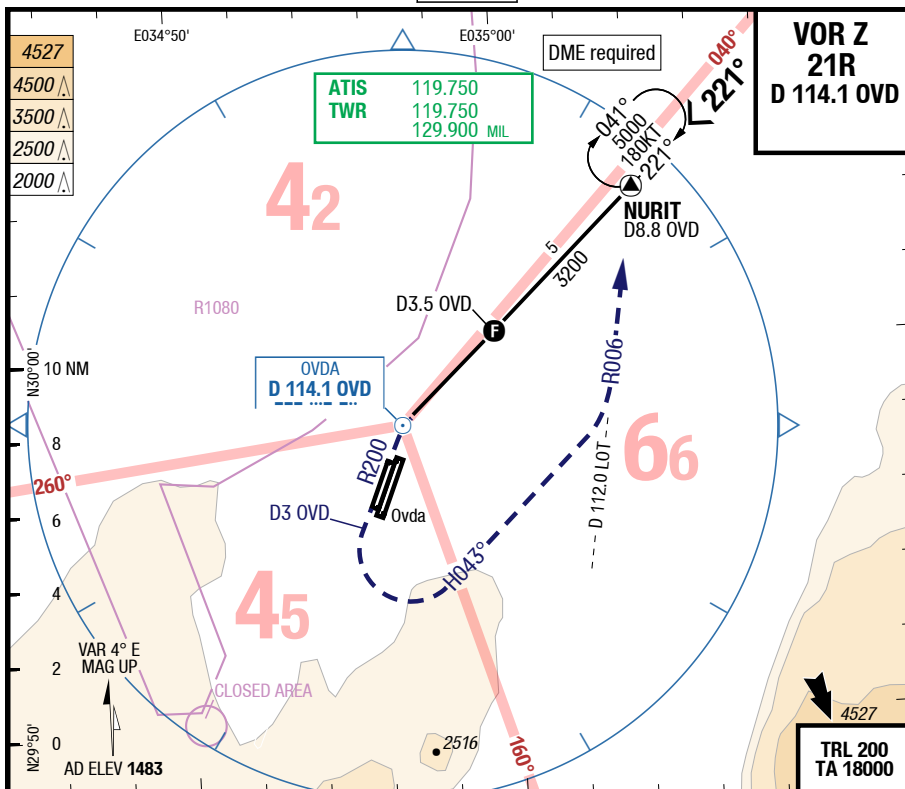 E034°50'
E035°00'
4527
4500
3500
2500
2000
DME required
VOR Z
21R
D 114.1 OVD
ATIS 119.750
TWR 119.750
129.900 MIL
040°
221°
041°
5000
180KT
221°
42
NURIT
D8.8 OVD
5
3200
R1080
D3.5 OVD
F
OVDA
D 114.1 OVD
N30°00'
10 NM
8
6
4
2
0
R006
66
D 112.0 LOT
260°
R200
D3 OVD
Ovda
H043°
45
VAR 4° E
MAG UP
CLOSED AREA
N29°50'
AD ELEV 1483
2516
160°
4527
TRL 200
TA 18000